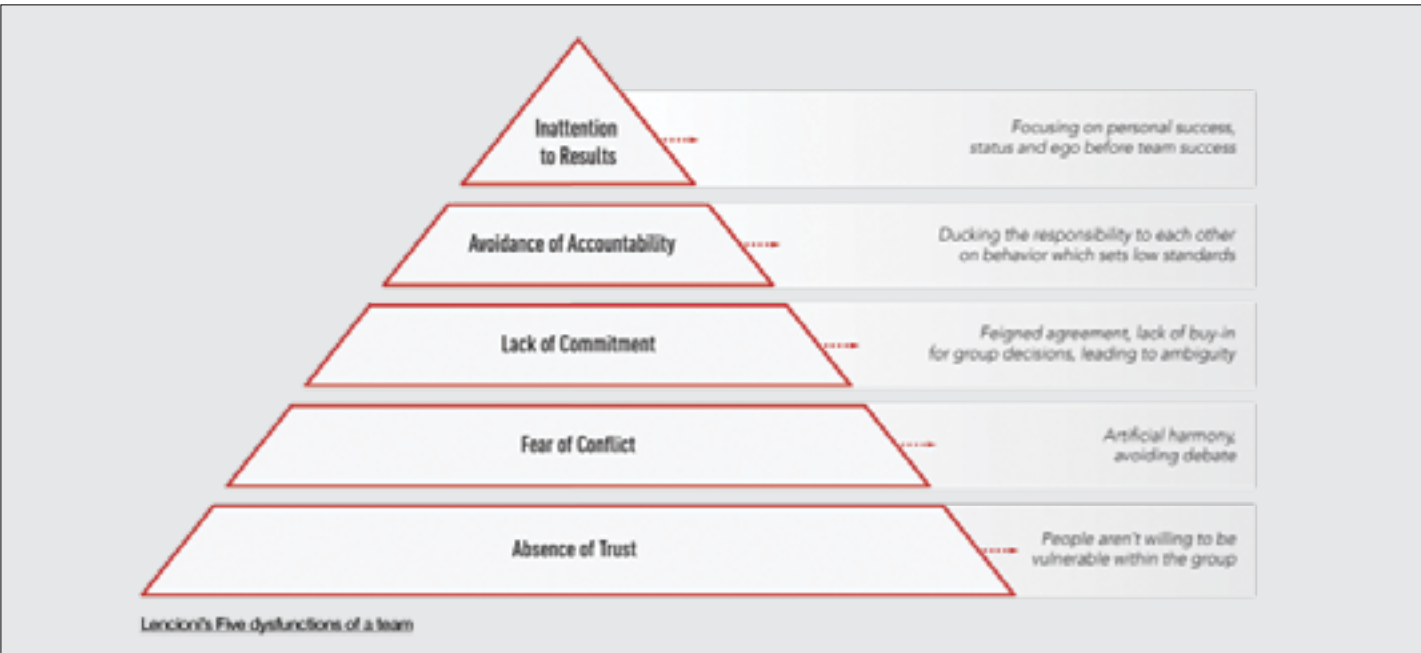 Inattention
to Results
Focusing on personal success,
status and ego before team success
Avoidance of Accountability
Ducking the responsibility to each other
on behavior which sets low standards
Lack of Commitment
Feigned agreement, lack of buy-in
for group decisions, leading to ambiguity
Fear of Conflict
Artificial harmony,
avoiding debate
Absence of Trust
People aren't willing to be
vulnerable within the group
Lencioni's Five dysfunctions of a team